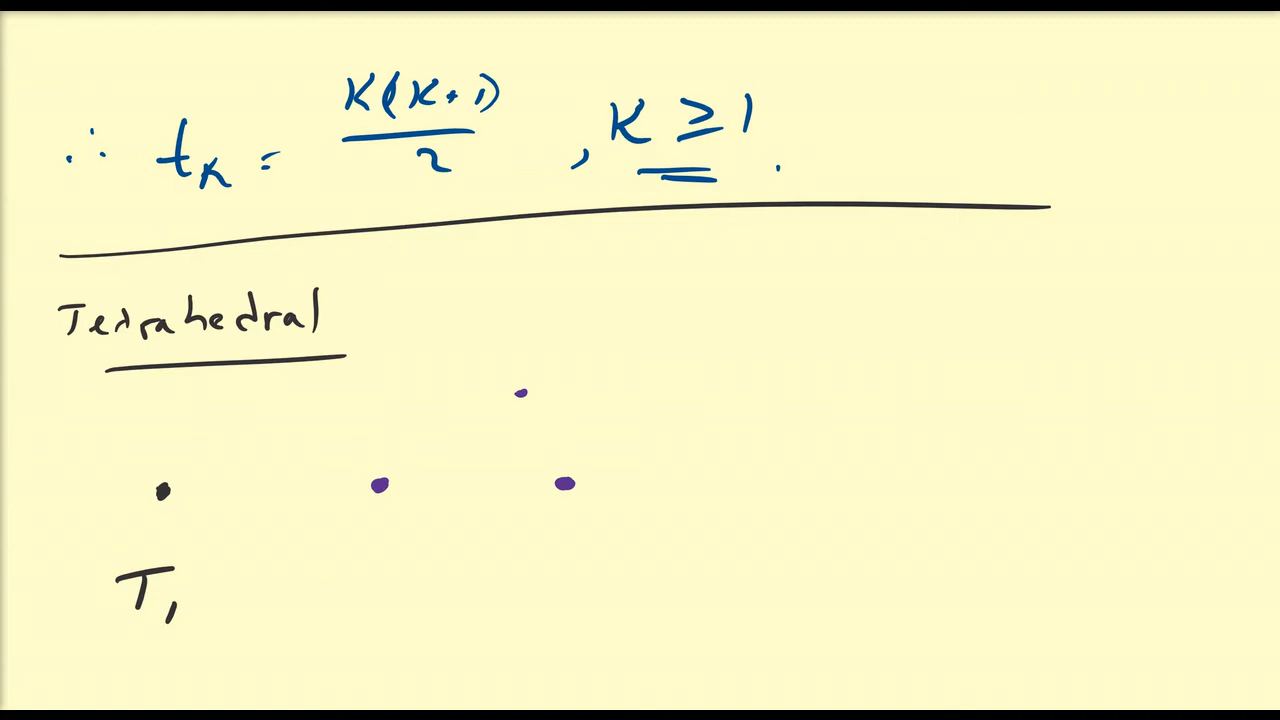 ∴ t_K = K(K+1)/2 , K ≥ 1 .
Tetrahedral
T₁